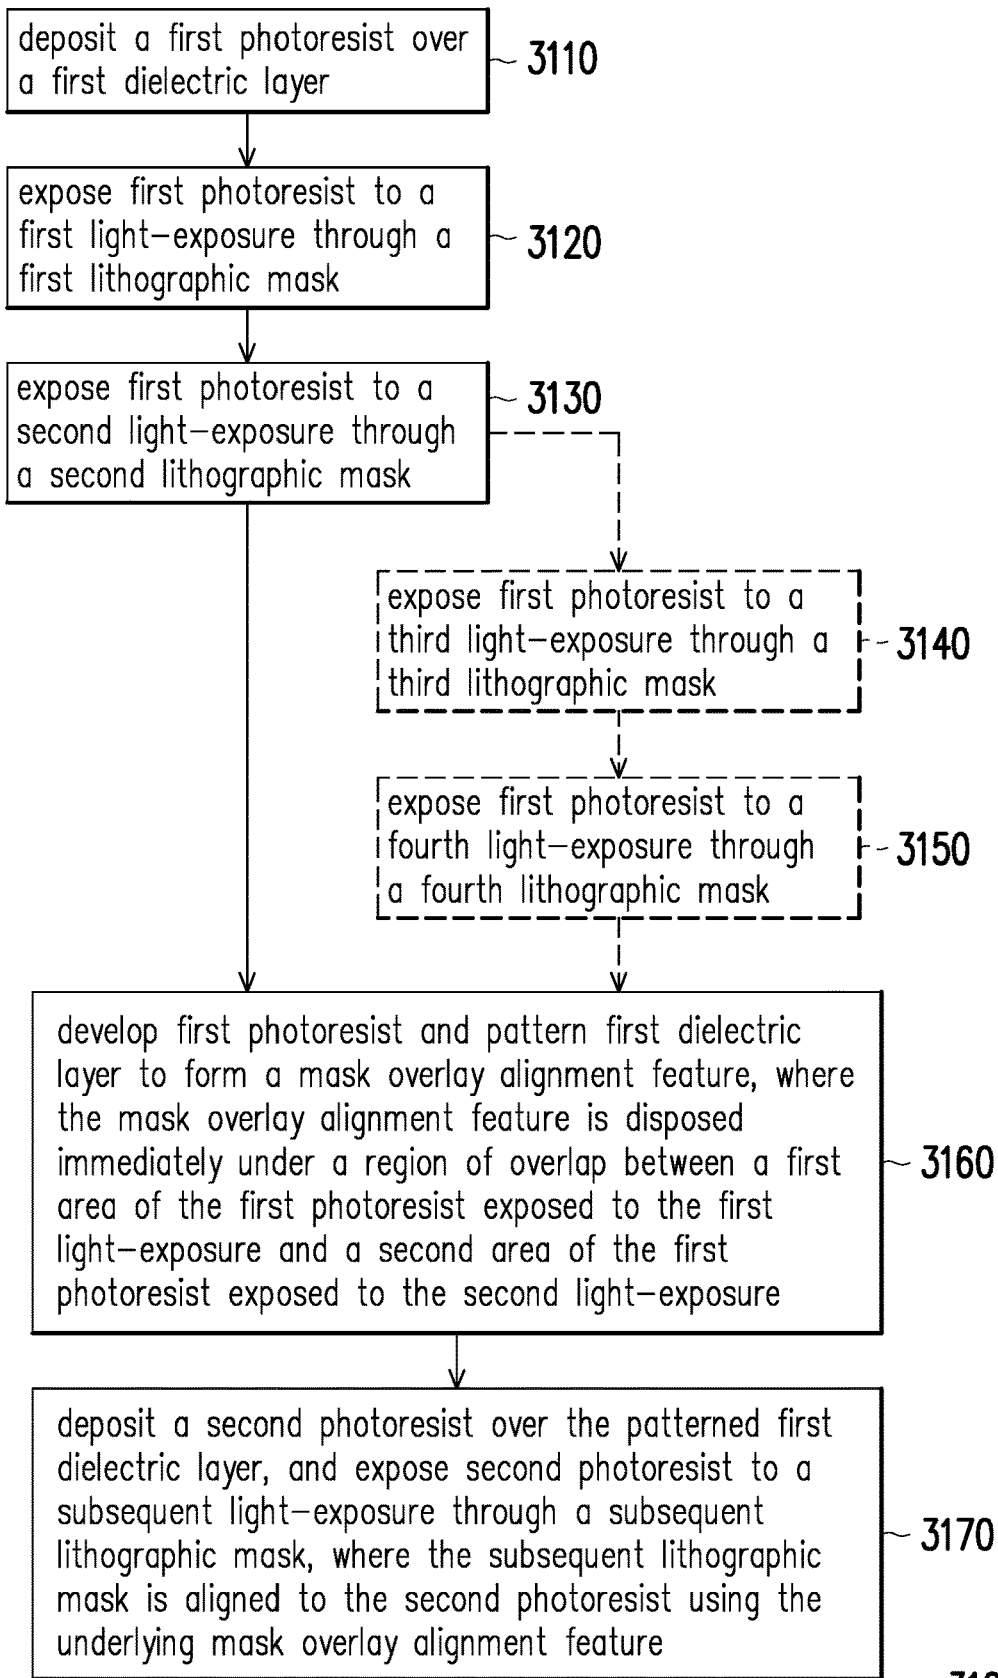 deposit a first photoresist over
a first dielectric layer
3110
expose first photoresist to a
first light-exposure through a
first lithographic mask
3120
expose first photoresist to a
second light-exposure through
a second lithographic mask
3130
expose first photoresist to a
third light-exposure through a
third lithographic mask
3140
expose first photoresist to a
fourth light-exposure through
a fourth lithographic mask
3150
develop first photoresist and pattern first dielectric
layer to form a mask overlay alignment feature, where
the mask overlay alignment feature is disposed
immediately under a region of overlap between a first
area of the first photoresist exposed to the first
light-exposure and a second area of the first
photoresist exposed to the second light-exposure
3160
deposit a second photoresist over the patterned first
dielectric layer, and expose second photoresist to a
subsequent light-exposure through a subsequent
lithographic mask, where the subsequent lithographic
mask is aligned to the second photoresist using the
underlying mask overlay alignment feature
3170